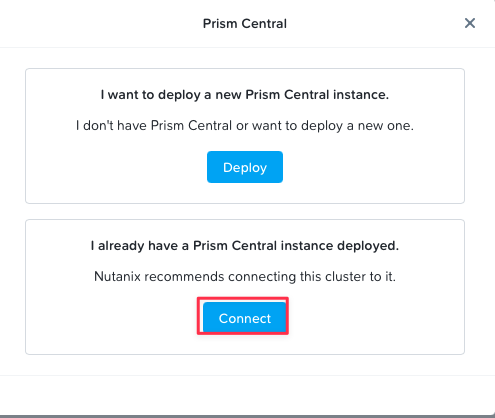 Prism Central
I want to deploy a new Prism Central instance.
I don't have Prism Central or want to deploy a new one.
Deploy
I already have a Prism Central instance deployed.
Nutanix recommends connecting this cluster to it.
Connect